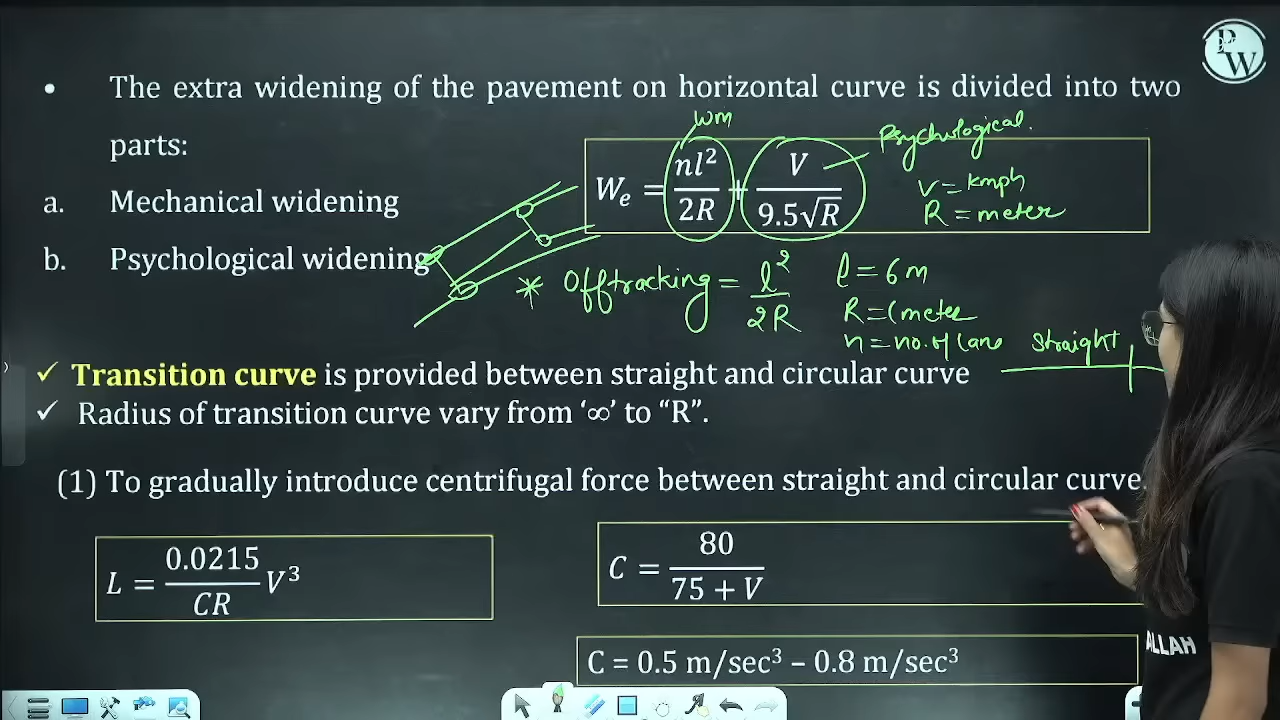 PW
• The extra widening of the pavement on horizontal curve is divided into two
parts:
Wm
Psychological.
W_e = nl²/2R + V/9.5√R
V = kmph
R = meter
a. Mechanical widening
b. Psychological widening
* Offtracking = l²/2R
l = 6m
R = (meter
n = no. of lane
straight
✓ Transition curve is provided between straight and circular curve
✓ Radius of transition curve vary from ‘∞’ to “R”.
(1) To gradually introduce centrifugal force between straight and circular curve.
L = 0.0215/CR V³
C = 80/75 + V
C = 0.5 m/sec³ – 0.8 m/sec³
ALLAH